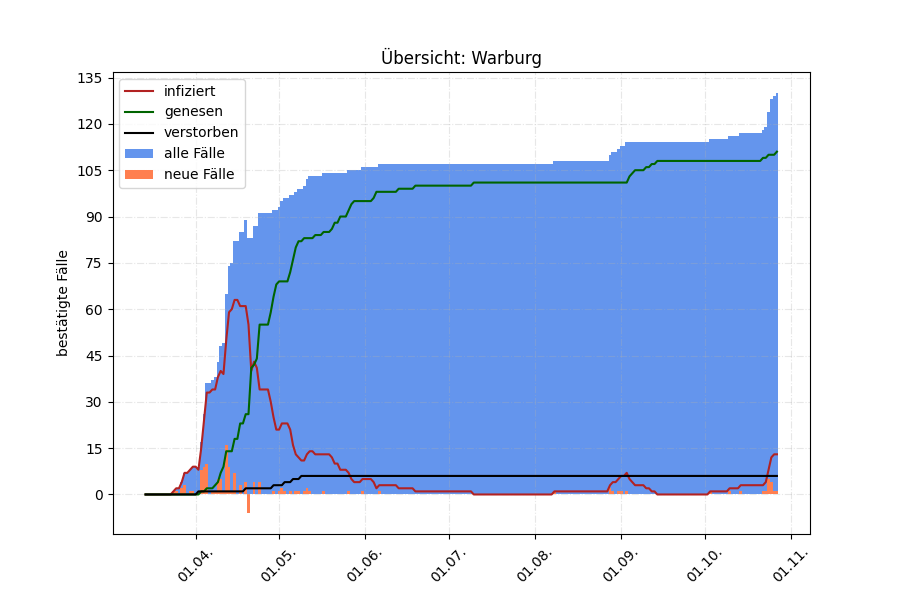 Übersicht: Warburg
infiziert
genesen
verstorben
alle Fälle
neue Fälle
bestätigte Fälle
135
120
105
90
75
60
45
30
15
0
01.04.
01.05.
01.06.
01.07.
01.08.
01.09.
01.10.
01.11.